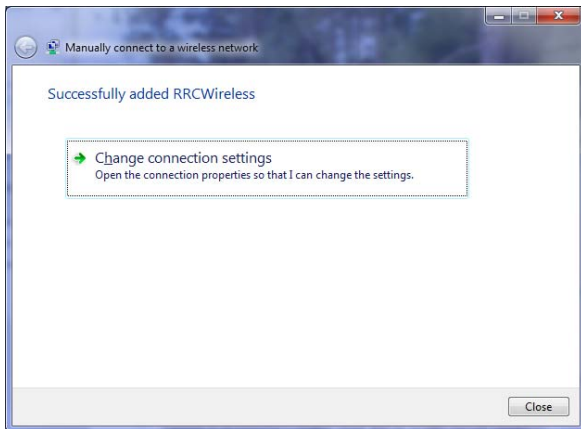 Manually connect to a wireless network
Successfully added RRCWireless
Change connection settings
Open the connection properties so that I can change the settings.
Close